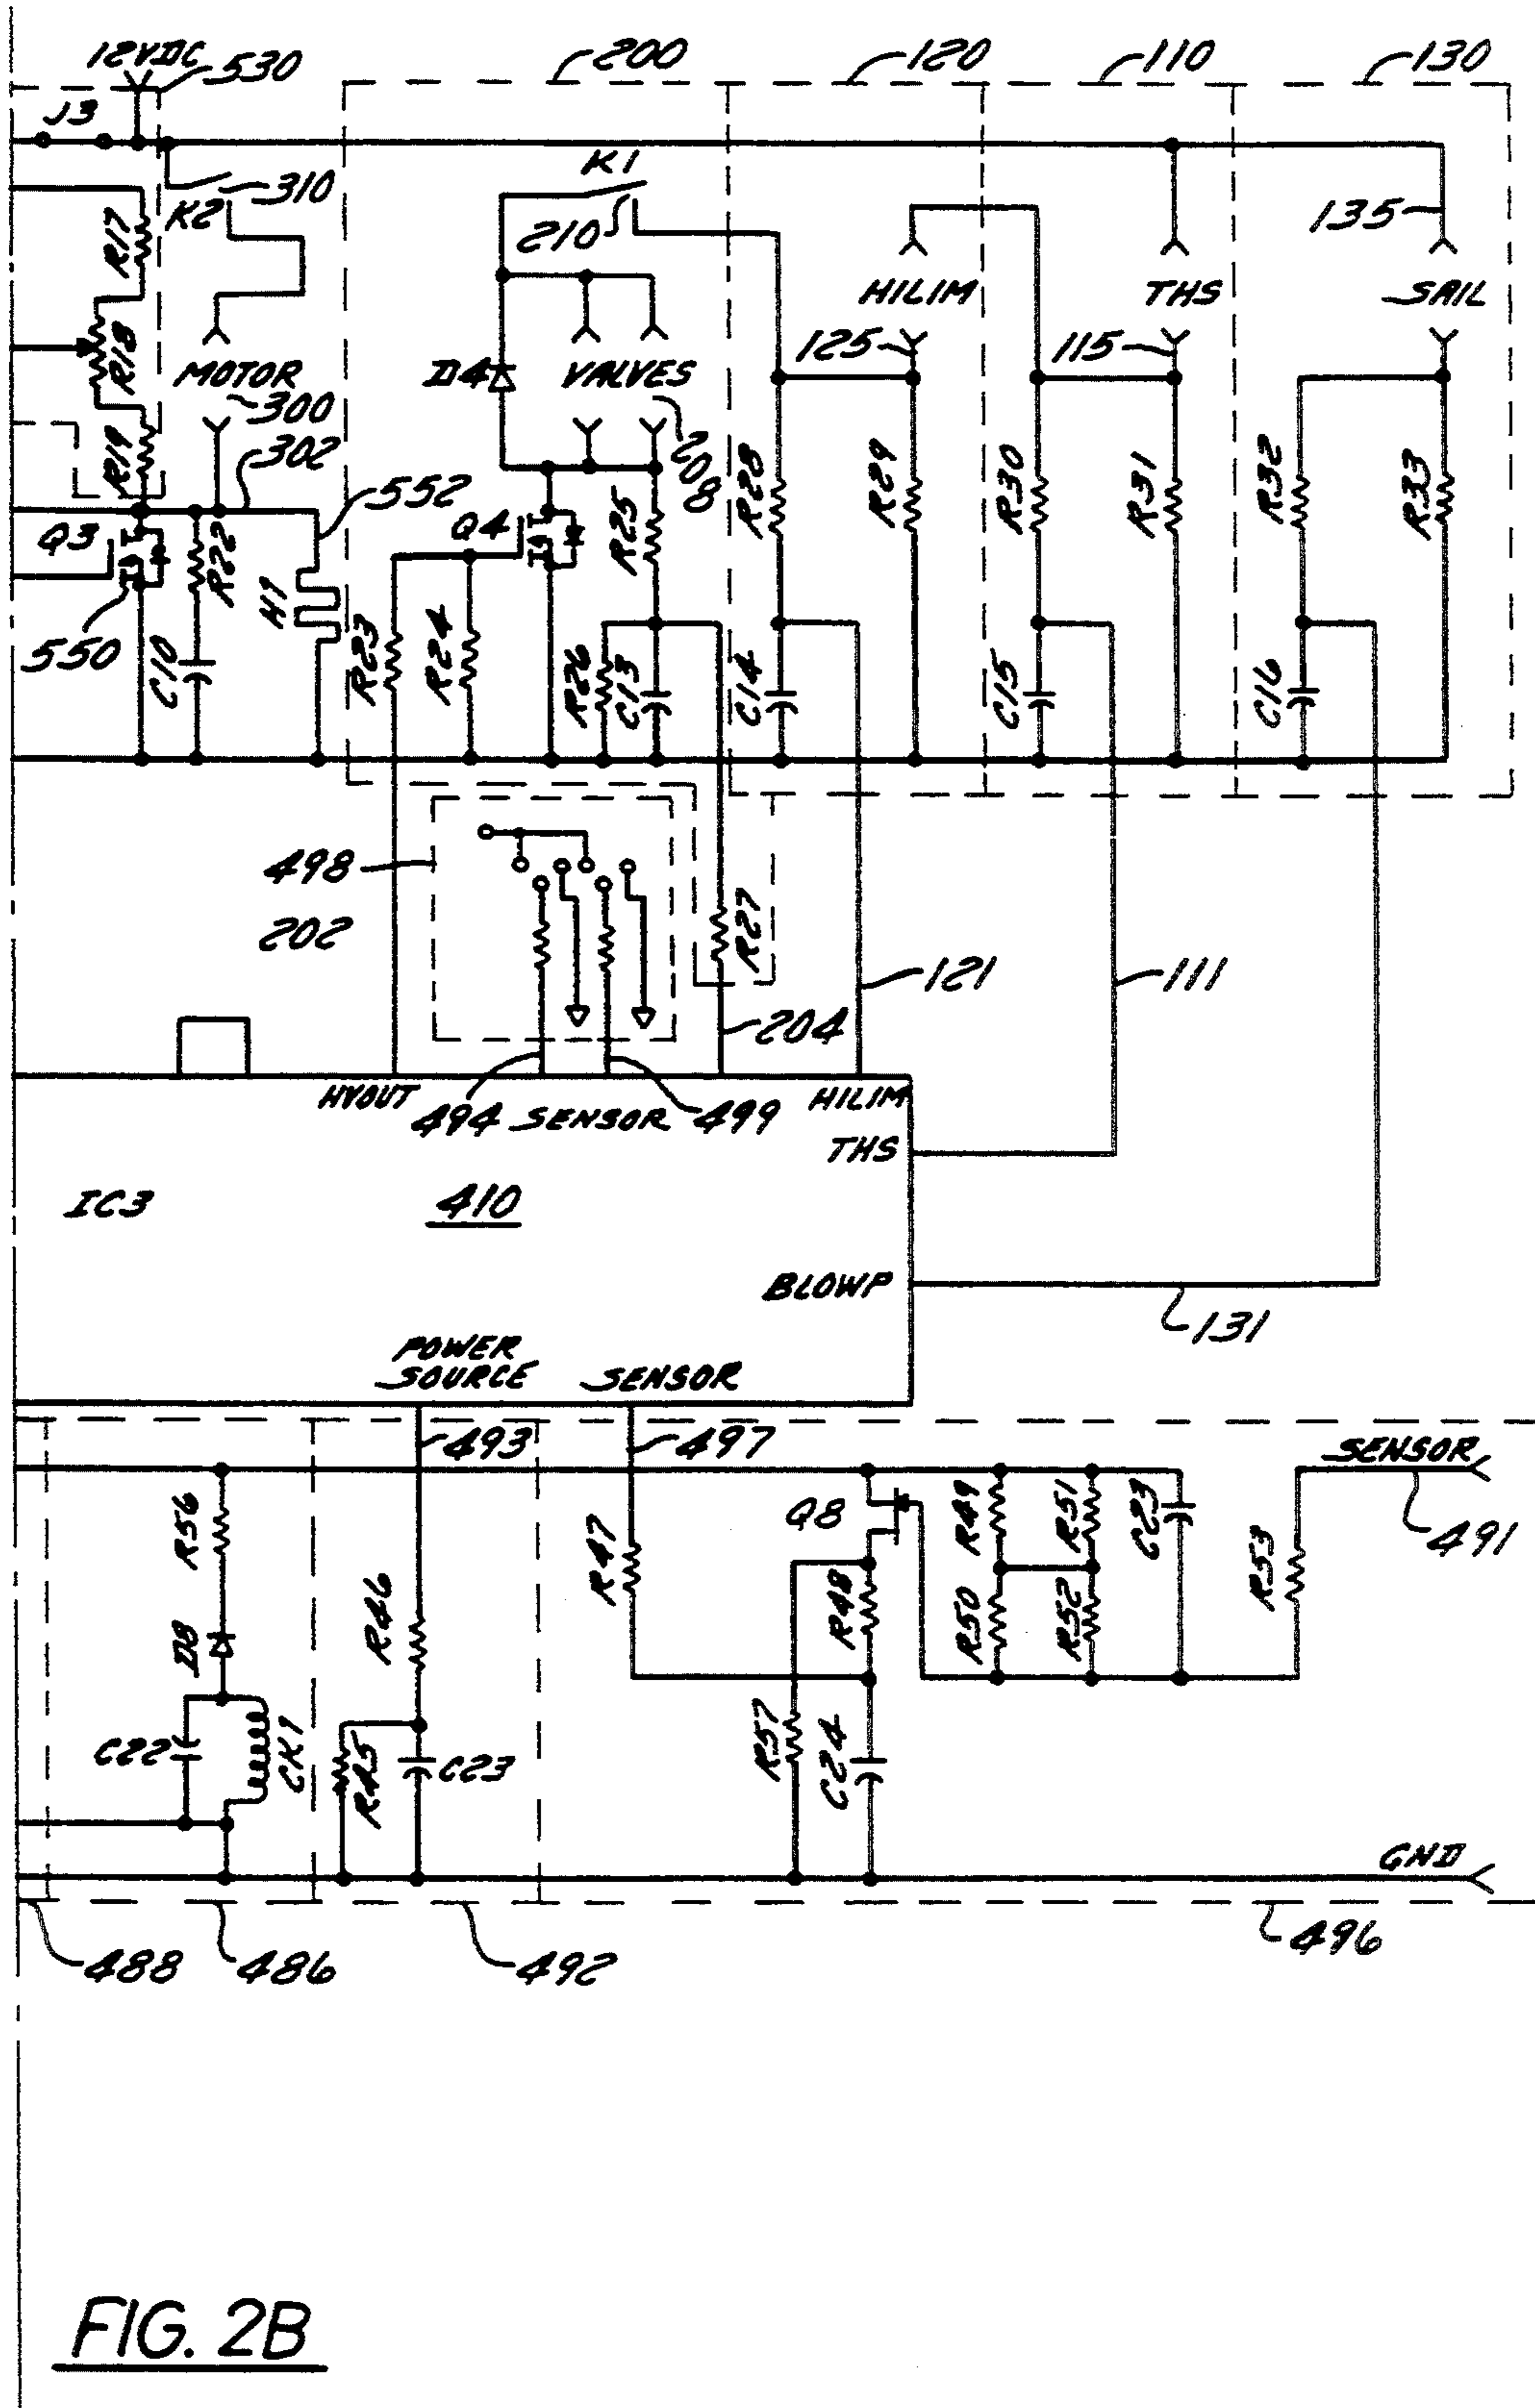 12VDC
530
200
120
110
130
J3
K1
310
K2
210
135
R17
HILIM
THS
SAIL
R18
MOTOR
D4
VALVES
125
115
300
R19
302
208
552
Q3
R22
Q4
R25
R28
R29
R30
R31
R32
R33
H1
550
C10
R23
R24
R26
C13
C14
C15
C16
498
202
R27
121
111
204
HVOUT
494
SENSOR
499
HILIM
THS
IC3
410
BLOWP
131
POWER
SOURCE
SENSOR
493
497
SENSOR
R56
Q8
R49
R51
C23
491
R47
R53
R46
R48
R50
R52
D8
C22
CK1
R45
C23
R57
C24
GND
488
486
492
496
FIG. 2B